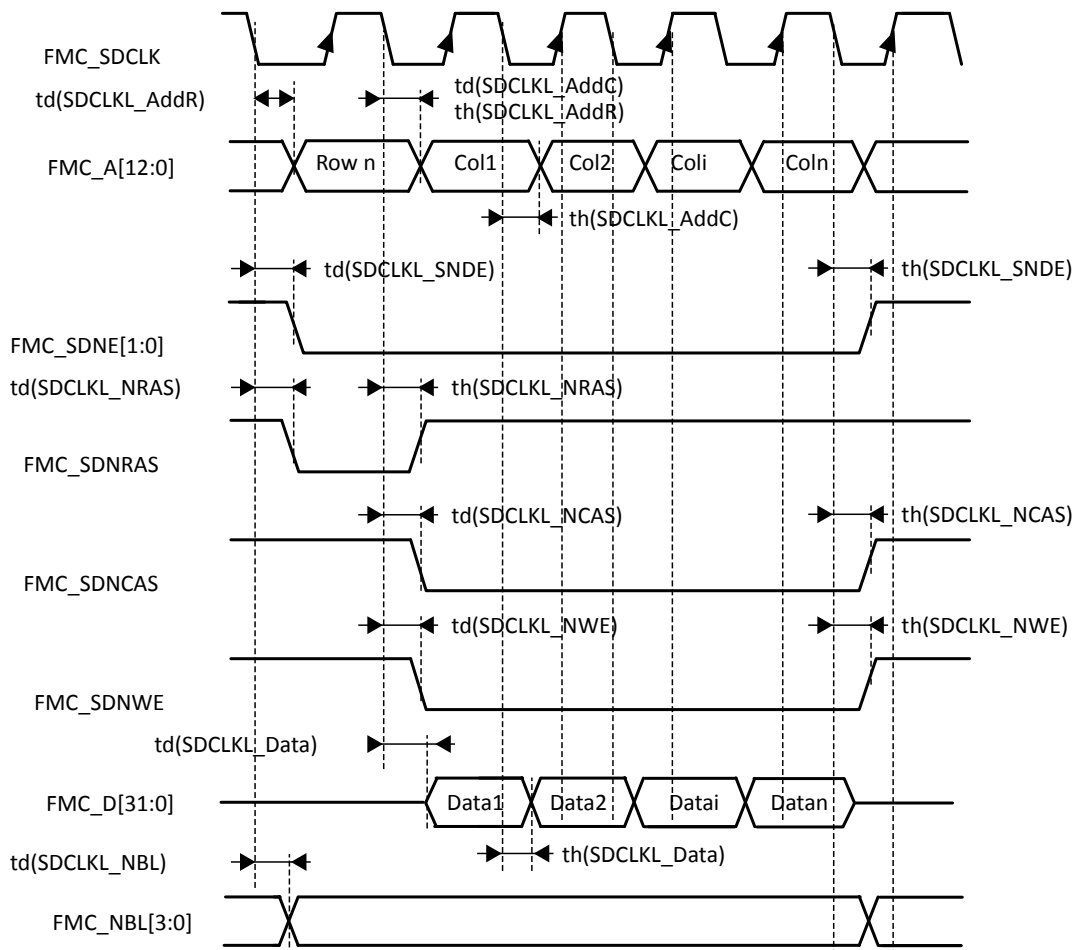 FMC_SDCLK
td(SDCLKL_AddR)
td(SDCLKL_AddC)
th(SDCLKL_AddR)
FMC_A[12:0]
Row n
Col1
Col2
Coli
Coln
th(SDCLKL_AddC)
td(SDCLKL_SNDE)
th(SDCLKL_SNDE)
FMC_SDNE[1:0]
td(SDCLKL_NRAS)
th(SDCLKL_NRAS)
FMC_SDNRAS
td(SDCLKL_NCAS)
th(SDCLKL_NCAS)
FMC_SDNCAS
td(SDCLKL_NWE)
th(SDCLKL_NWE)
FMC_SDNWE
td(SDCLKL_Data)
FMC_D[31:0]
Data1
Data2
Datai
Datan
td(SDCLKL_NBL)
th(SDCLKL_Data)
FMC_NBL[3:0]